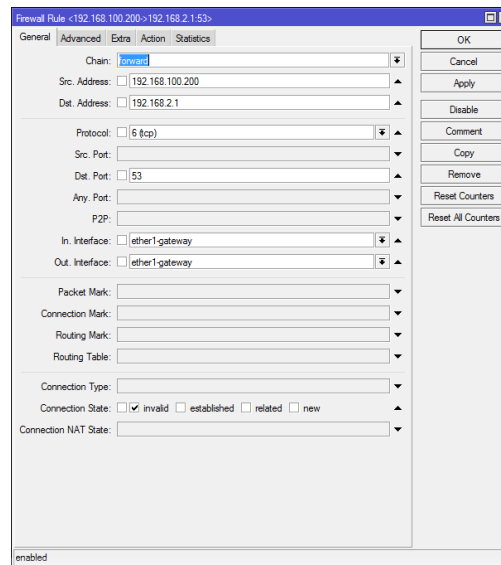 Firewall Rule <192.168.100.200->192.168.2.1:53>
General Advanced Extra Action Statistics
Chain: forward
Src. Address: 192.168.100.200
Dst. Address: 192.168.2.1
Protocol: 6 (tcp)
Src. Port:
Dst. Port: 53
Any. Port:
P2P:
In. Interface: ether1-gateway
Out. Interface: ether1-gateway
Packet Mark:
Connection Mark:
Routing Mark:
Routing Table:
Connection Type:
Connection State: invalid established related new
Connection NAT State:
enabled
OK
Cancel
Apply
Disable
Comment
Copy
Remove
Reset Counters
Reset All Counters